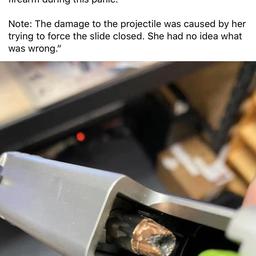 firearm during this panic.
Note: The damage to the projectile was caused by her
trying to force the slide closed. She had no idea what
was wrong."